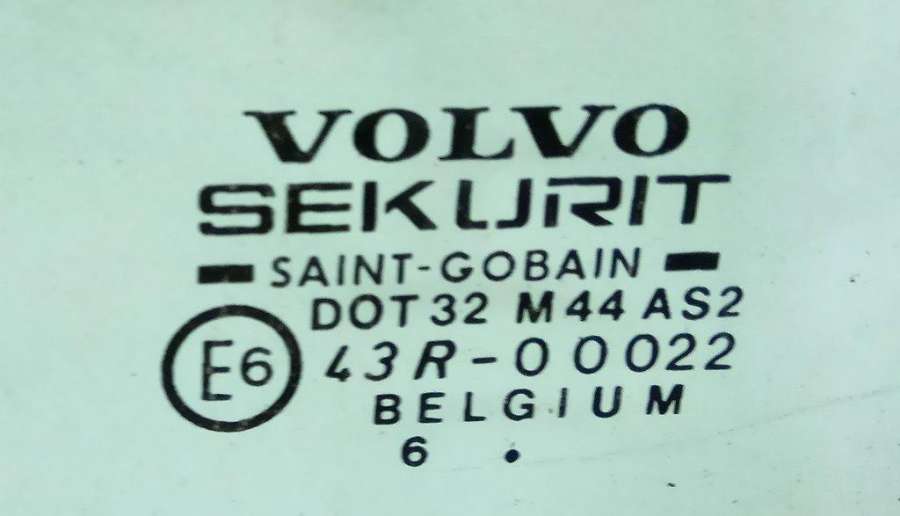 VOLVO
SEKURIT
SAINT-GOBAIN
DOT 32 M44 AS2
E6 43R-00022
BELGIUM
6 .